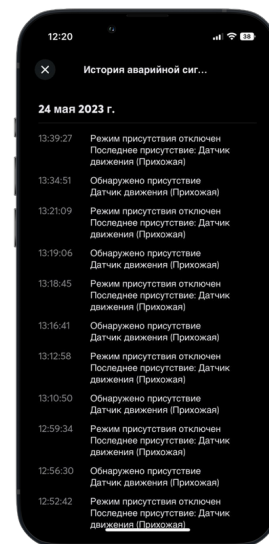 12:20
38
История аварийной сиг...
24 мая 2023 г.
13:39:27 Режим присутствия отключен
Последнее присутствие: Датчик
движения (Прихожая)
13:34:51 Обнаружено присутствие
Датчик движения (Прихожая)
13:21:09 Режим присутствия отключен
Последнее присутствие: Датчик
движения (Прихожая)
13:19:06 Обнаружено присутствие
Датчик движения (Прихожая)
13:18:45 Режим присутствия отключен
Последнее присутствие: Датчик
движения (Прихожая)
13:16:41 Обнаружено присутствие
Датчик движения (Прихожая)
13:12:58 Режим присутствия отключен
Последнее присутствие: Датчик
движения (Прихожая)
13:10:50 Обнаружено присутствие
Датчик движения (Прихожая)
12:59:34 Режим присутствия отключен
Последнее присутствие: Датчик
движения (Прихожая)
12:56:30 Обнаружено присутствие
Датчик движения (Прихожая)
12:52:42 Режим присутствия отключен
Последнее присутствие: Датчик
движения (Прихожая)